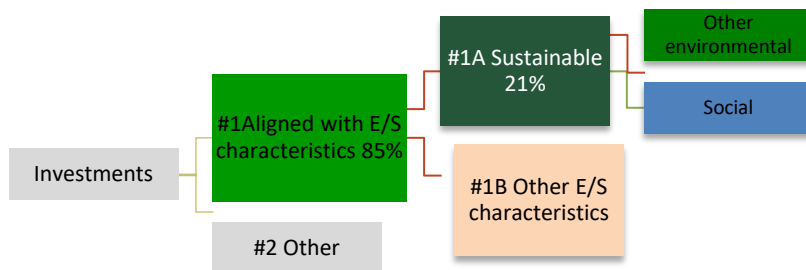 Investments
#1Aligned with E/S
characteristics 85%
#2 Other
#1A Sustainable
21%
#1B Other E/S
characteristics
Other
environmental
Social